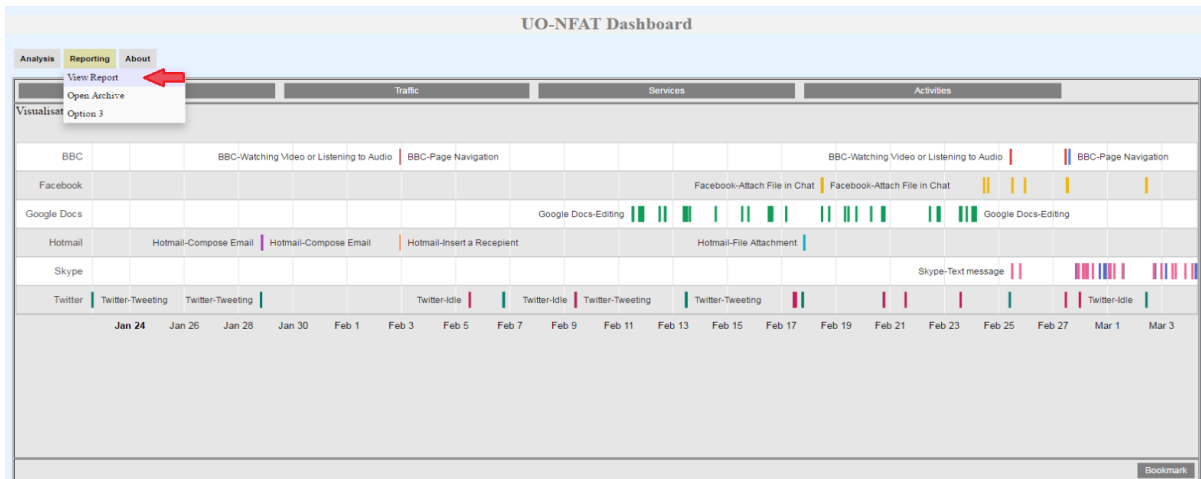 UO-NFAT Dashboard
Analysis Reporting About
View Report
Open Archive
Option 3
Traffic Services Activities
Visualisat
BBC BBC-Watching Video or Listening to Audio BBC-Page Navigation BBC-Watching Video or Listening to Audio BBC-Page Navigation
Facebook Facebook-Attach File in Chat Facebook-Attach File in Chat
Google Docs Google Docs-Editing Google Docs-Editing
Hotmail Hotmail-Compose Email Hotmail-Compose Email Hotmail-Insert a Recepient Hotmail-File Attachment
Skype Skype-Text message
Twitter Twitter-Tweeting Twitter-Tweeting Twitter-Idle Twitter-Idle Twitter-Tweeting Twitter-Tweeting Twitter-Idle
Jan 24 Jan 26 Jan 28 Jan 30 Feb 1 Feb 3 Feb 5 Feb 7 Feb 9 Feb 11 Feb 13 Feb 15 Feb 17 Feb 19 Feb 21 Feb 23 Feb 25 Feb 27 Mar 1 Mar 3
Bookmark